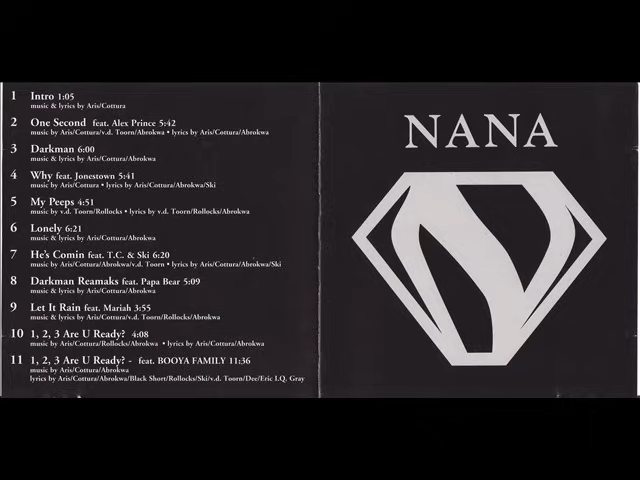 1 Intro 1:05
music & lyrics by Aris/Cottura
2 One Second feat. Alex Prince 5:42
music by Aris/Cottura/v.d. Toorn/Abrokwa • lyrics by Aris/Cottura/Abrokwa
3 Darkman 6:00
music & lyrics by Aris/Cottura/Abrokwa
4 Why feat. Jonestown 5:41
music by Aris/Cottura • lyrics by Aris/Cottura/Abrokwa/Ski
5 My Peeps 4:51
music by v.d. Toorn/Rollocks • lyrics by v.d. Toorn/Rollocks/Abrokwa
6 Lonely 6:21
music & lyrics by Aris/Cottura/Abrokwa
7 He's Comin feat. T.C. & Ski 6:20
music by Aris/Cottura/Abrokwa/v.d. Toorn • lyrics by Aris/Cottura/Abrokwa/Ski
8 Darkman Reamaks feat. Papa Bear 5:09
music & lyrics by Aris/Cottura/Abrokwa
9 Let It Rain feat. Mariah 3:55
music & lyrics by Aris/Cottura/v.d. Toorn/Rollocks/Abrokwa
10 1, 2, 3 Are U Ready? 4:08
music by Aris/Cottura/Rollocks/Abrokwa • lyrics by Aris/Cottura/Abrokwa
11 1, 2, 3 Are U Ready? - feat. BOOYA FAMILY 11:36
music by Aris/Cottura/Abrokwa
lyrics by Aris/Cottura/Abrokwa/Black Short/Rollocks/Ski/v.d. Toorn/Dee/Eric I.Q. Gray
NANA
N